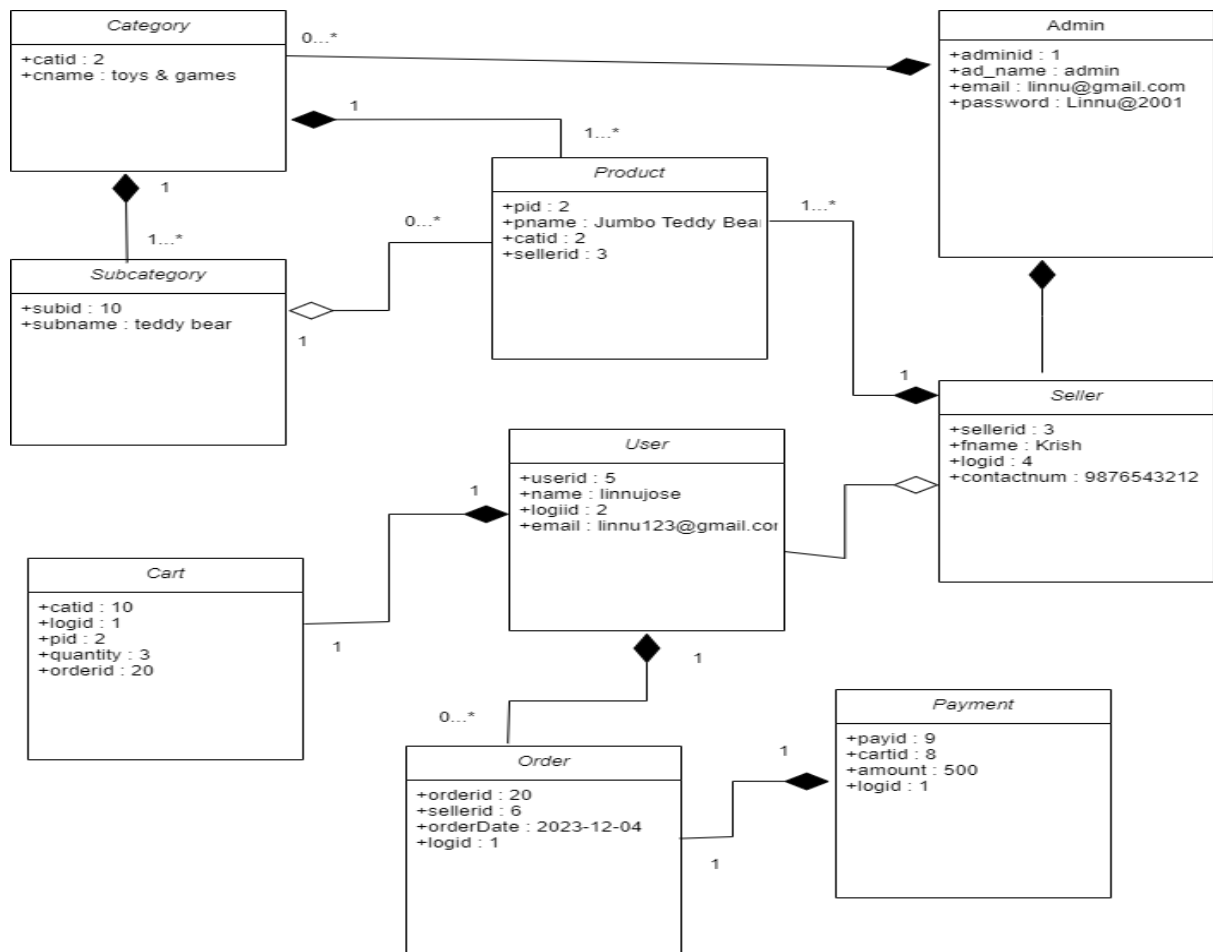 Category
+catid : 2
+cname : toys & games
0...*
Admin
+adminid : 1
+ad_name : admin
+email : linnu@gmail.com
+password : Linnu@2001
1
1...*
1
1...*
Product
+pid : 2
+pname : Jumbo Teddy Bea
+catid : 2
+sellerid : 3
0...*
1...*
Subcategory
+subid : 10
+subname : teddy bear
1
1
Seller
+sellerid : 3
+fname : Krish
+logid : 4
+contactnum : 9876543212
User
+userid : 5
+name : linnujose
+logiid : 2
+email : linnu123@gmail.co
1
Cart
+catid : 10
+logid : 1
+pid : 2
+quantity : 3
+orderid : 20
1
1
0...*
Order
+orderid : 20
+sellerid : 6
+orderDate : 2023-12-04
+logid : 1
1
1
Payment
+payid : 9
+cartid : 8
+amount : 500
+logid : 1